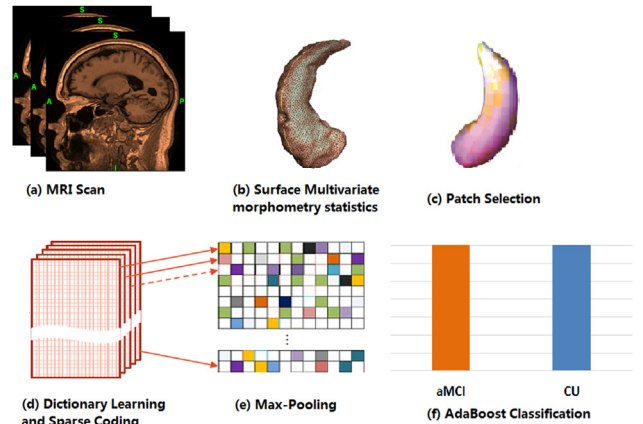 S
S
S
A
A
A
P
(a) MRI Scan
(b) Surface Multivariate
morphometry statistics
(c) Patch Selection
(d) Dictionary Learning
and Sparse Coding
(e) Max-Pooling
aMCI CU
(f) AdaBoost Classification